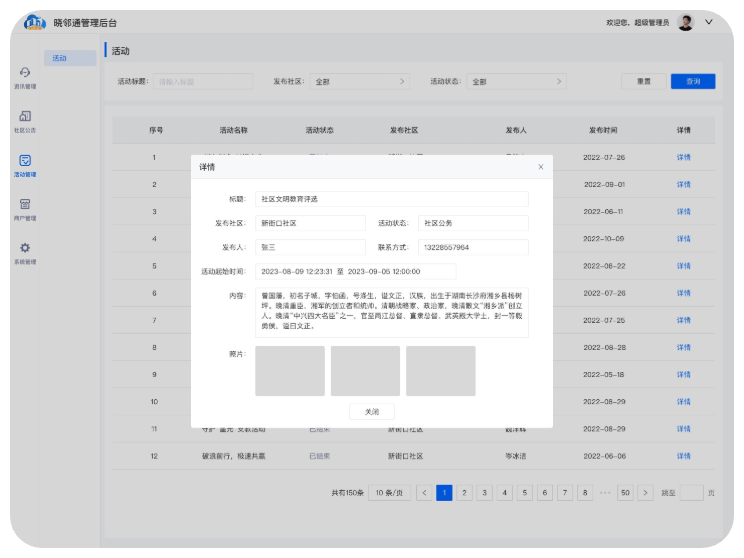 晓邻通管理后台
欢迎您、超级管理员
活动
资讯管理
社区公告
活动管理
商户管理
系统管理
活动
活动标题： 请输入标题 发布社区： 全部 活动状态： 全部 重置 查询
序号 活动名称 活动状态 发布社区 发布人 发布时间 详情
1 2022-07-26 详情
2 2022-09-01 详情
3 2022-06-11 详情
4 2022-10-09 详情
5 2022-06-22 详情
6 2022-07-26 详情
7 2022-07-25 详情
8 2022-08-28 详情
9 2022-05-18 详情
10 2022-08-29 详情
11 已结束 新街口社区 2022-08-29 详情
12 破浪前行，极速共赢 已结束 新街口社区 岑冰洁 2022-06-06 详情
详情
标题： 社区文明教育评选
发布社区： 新街口社区 活动状态： 社区公务
发布人： 张三 联系方式： 13228557964
活动起始时间： 2023-08-09 12:23:31 至 2023-09-05 12:00:00
内容： 曾国藩，初名子城，字伯函，号涤生，谥文正，汉族，出生于湖南长沙府湘乡县杨树
坪。晚清重臣，湘军的创立者和统帅。清朝战略家、政治家，晚清散文“湘乡派”创立
人。晚清“中兴四大名臣”之一，官至两江总督、直隶总督、武英殿大学士，封一等毅
勇侯，谥曰文正。
照片：
关闭
共有150条 10 条/页 1 2 3 4 5 6 7 8 ··· 50 跳至 页